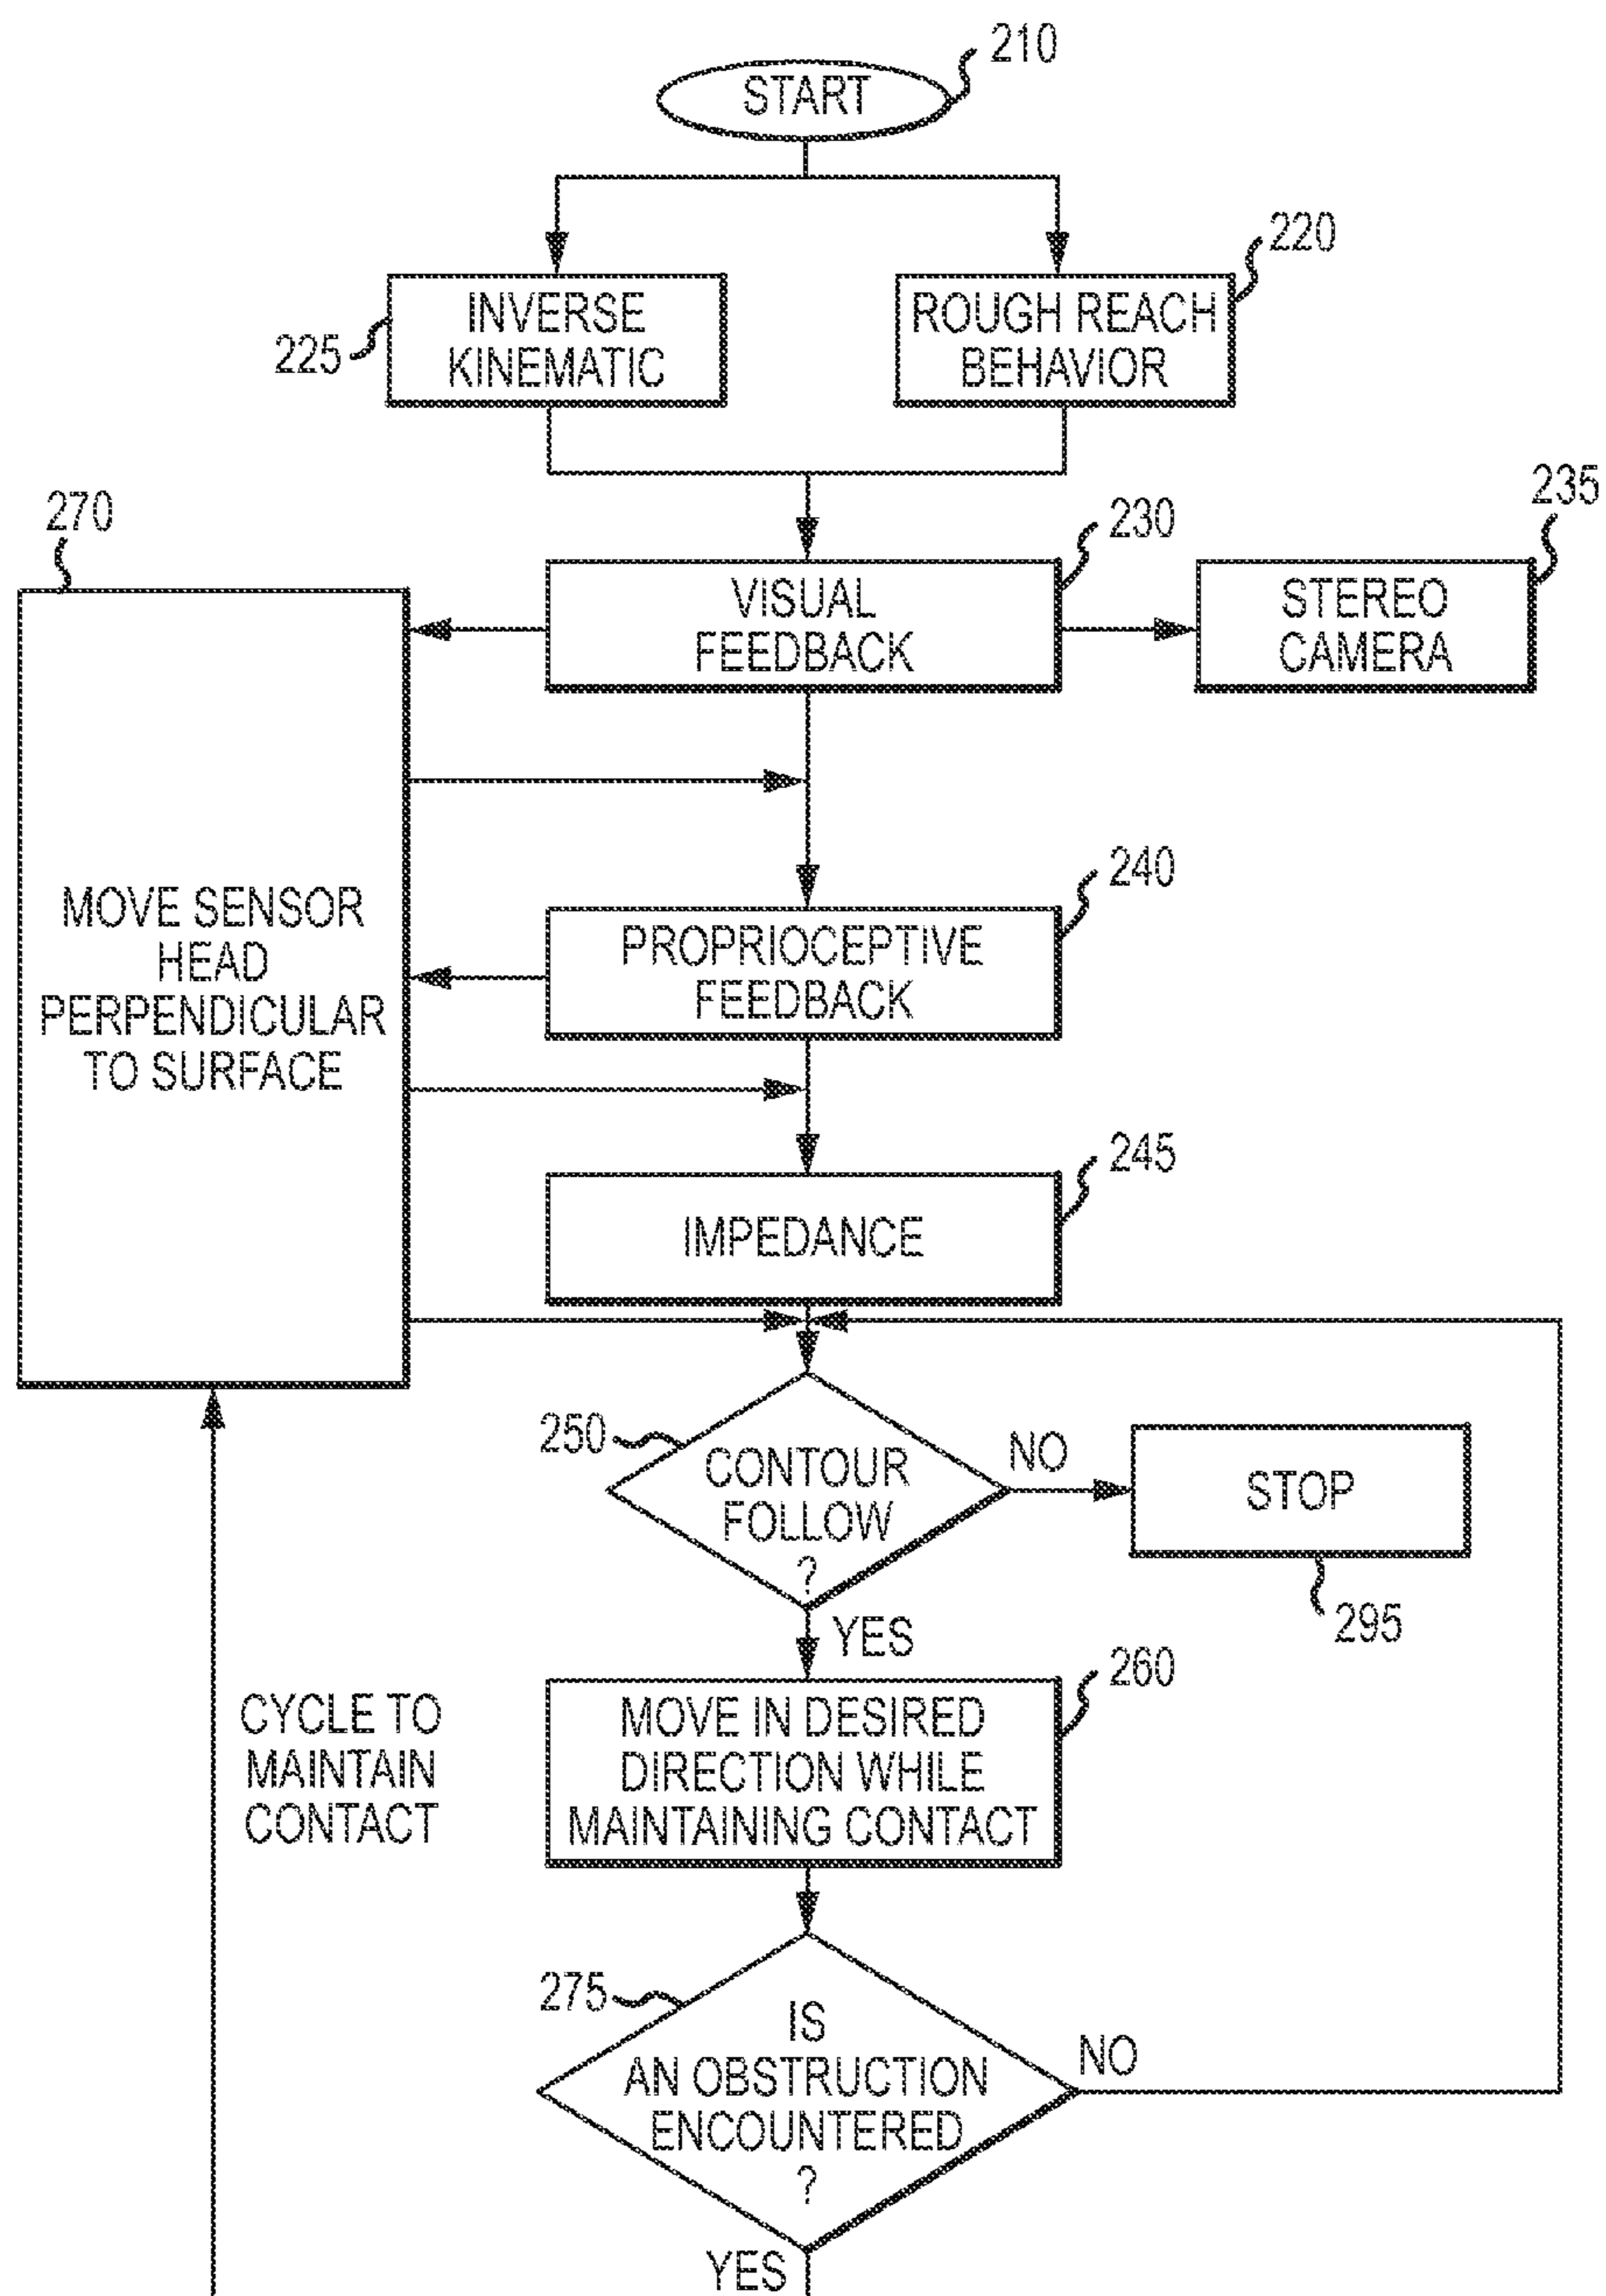 210
START
220
INVERSE
KINEMATIC
225
ROUGH REACH
BEHAVIOR
270
230
235
VISUAL
FEEDBACK
STEREO
CAMERA
MOVE SENSOR
HEAD
PERPENDICULAR
TO SURFACE
240
PROPRIOCEPTIVE
FEEDBACK
245
IMPEDANCE
250
CONTOUR
FOLLOW
?
NO
STOP
295
YES
260
MOVE IN DESIRED
DIRECTION WHILE
MAINTAINING CONTACT
CYCLE TO
MAINTAIN
CONTACT
275
IS
AN OBSTRUCTION
ENCOUNTERED
?
NO
YES